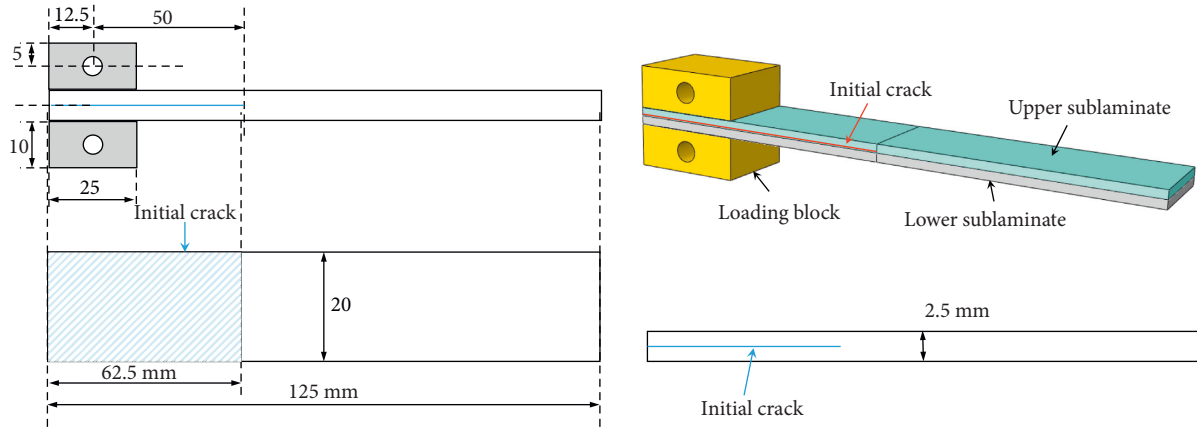 12.5
50
5
10
25
Initial crack
20
62.5 mm
125 mm
Initial crack
Upper sublaminate
Loading block
Lower sublaminate
2.5 mm
Initial crack